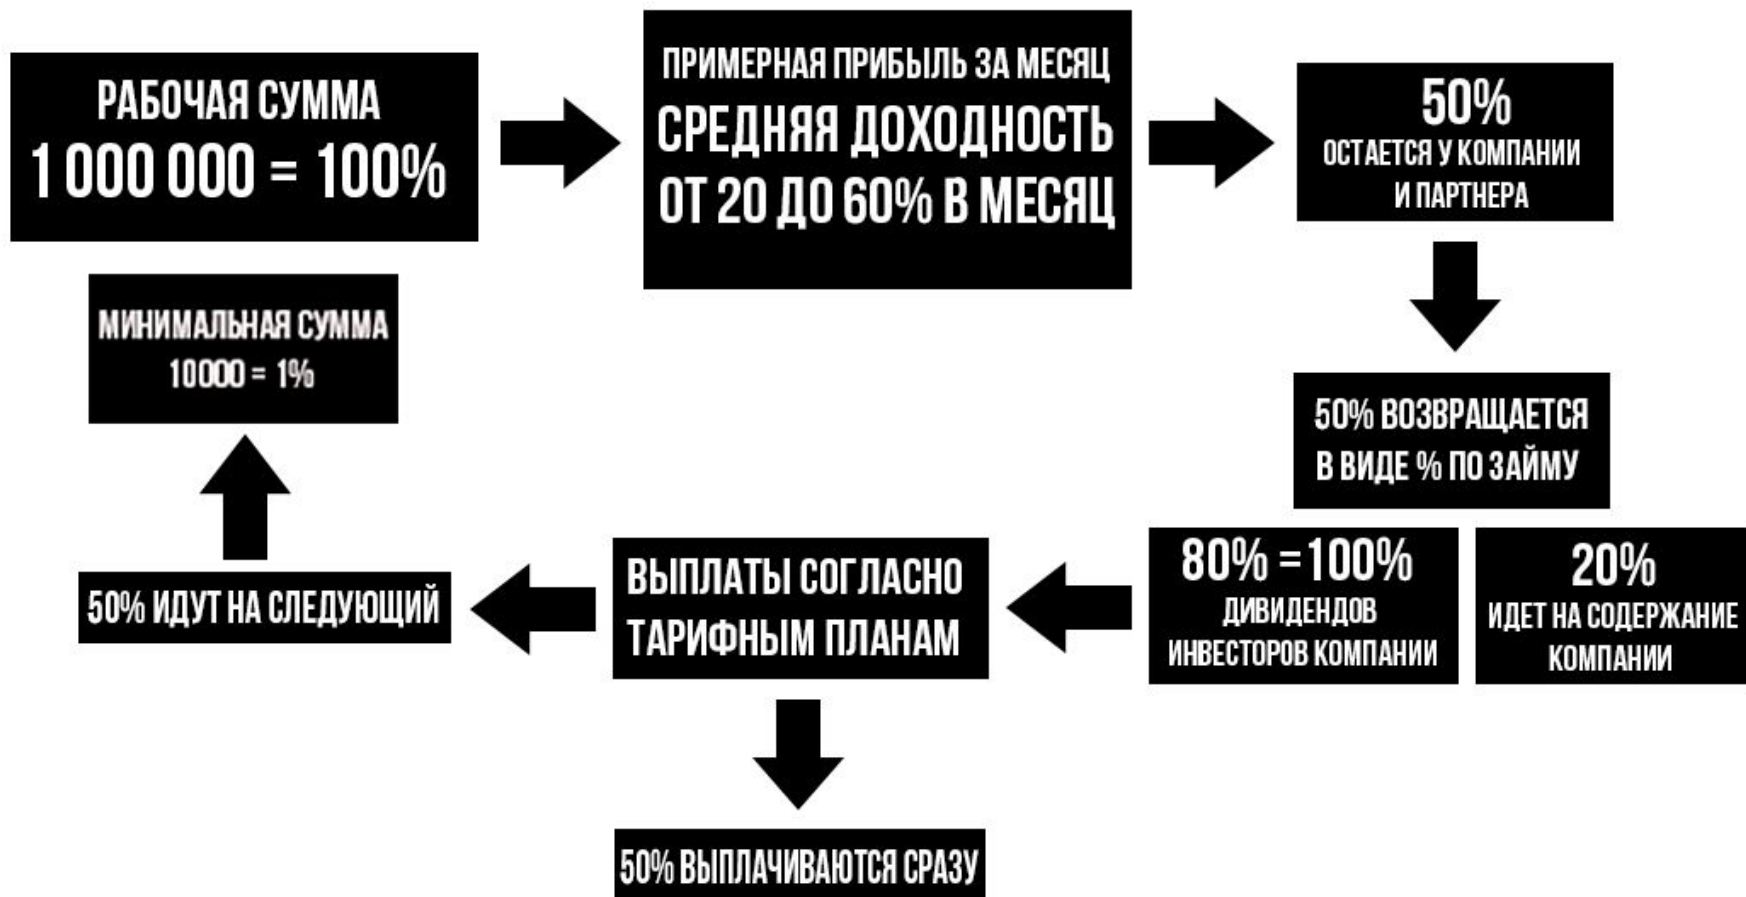 РАБОЧАЯ СУММА
1 000 000 = 100%
ПРИМЕРНАЯ ПРИБЫЛЬ ЗА МЕСЯЦ
СРЕДНЯЯ ДОХОДНОСТЬ
ОТ 20 ДО 60% В МЕСЯЦ
50%
ОСТАЕТСЯ У КОМПАНИИ
И ПАРТНЕРА
МИНИМАЛЬНАЯ СУММА
10000 = 1%
50% ВОЗВРАЩАЕТСЯ
В ВИДЕ % ПО ЗАЙМУ
80% =100%
ДИВИДЕНДОВ
ИНВЕСТОРОВ КОМПАНИИ
20%
ИДЕТ НА СОДЕРЖАНИЕ
КОМПАНИИ
ВЫПЛАТЫ СОГЛАСНО
ТАРИФНЫМ ПЛАНАМ
50% ИДУТ НА СЛЕДУЮЩИЙ
50% ВЫПЛАЧИВАЮТСЯ СРАЗУ